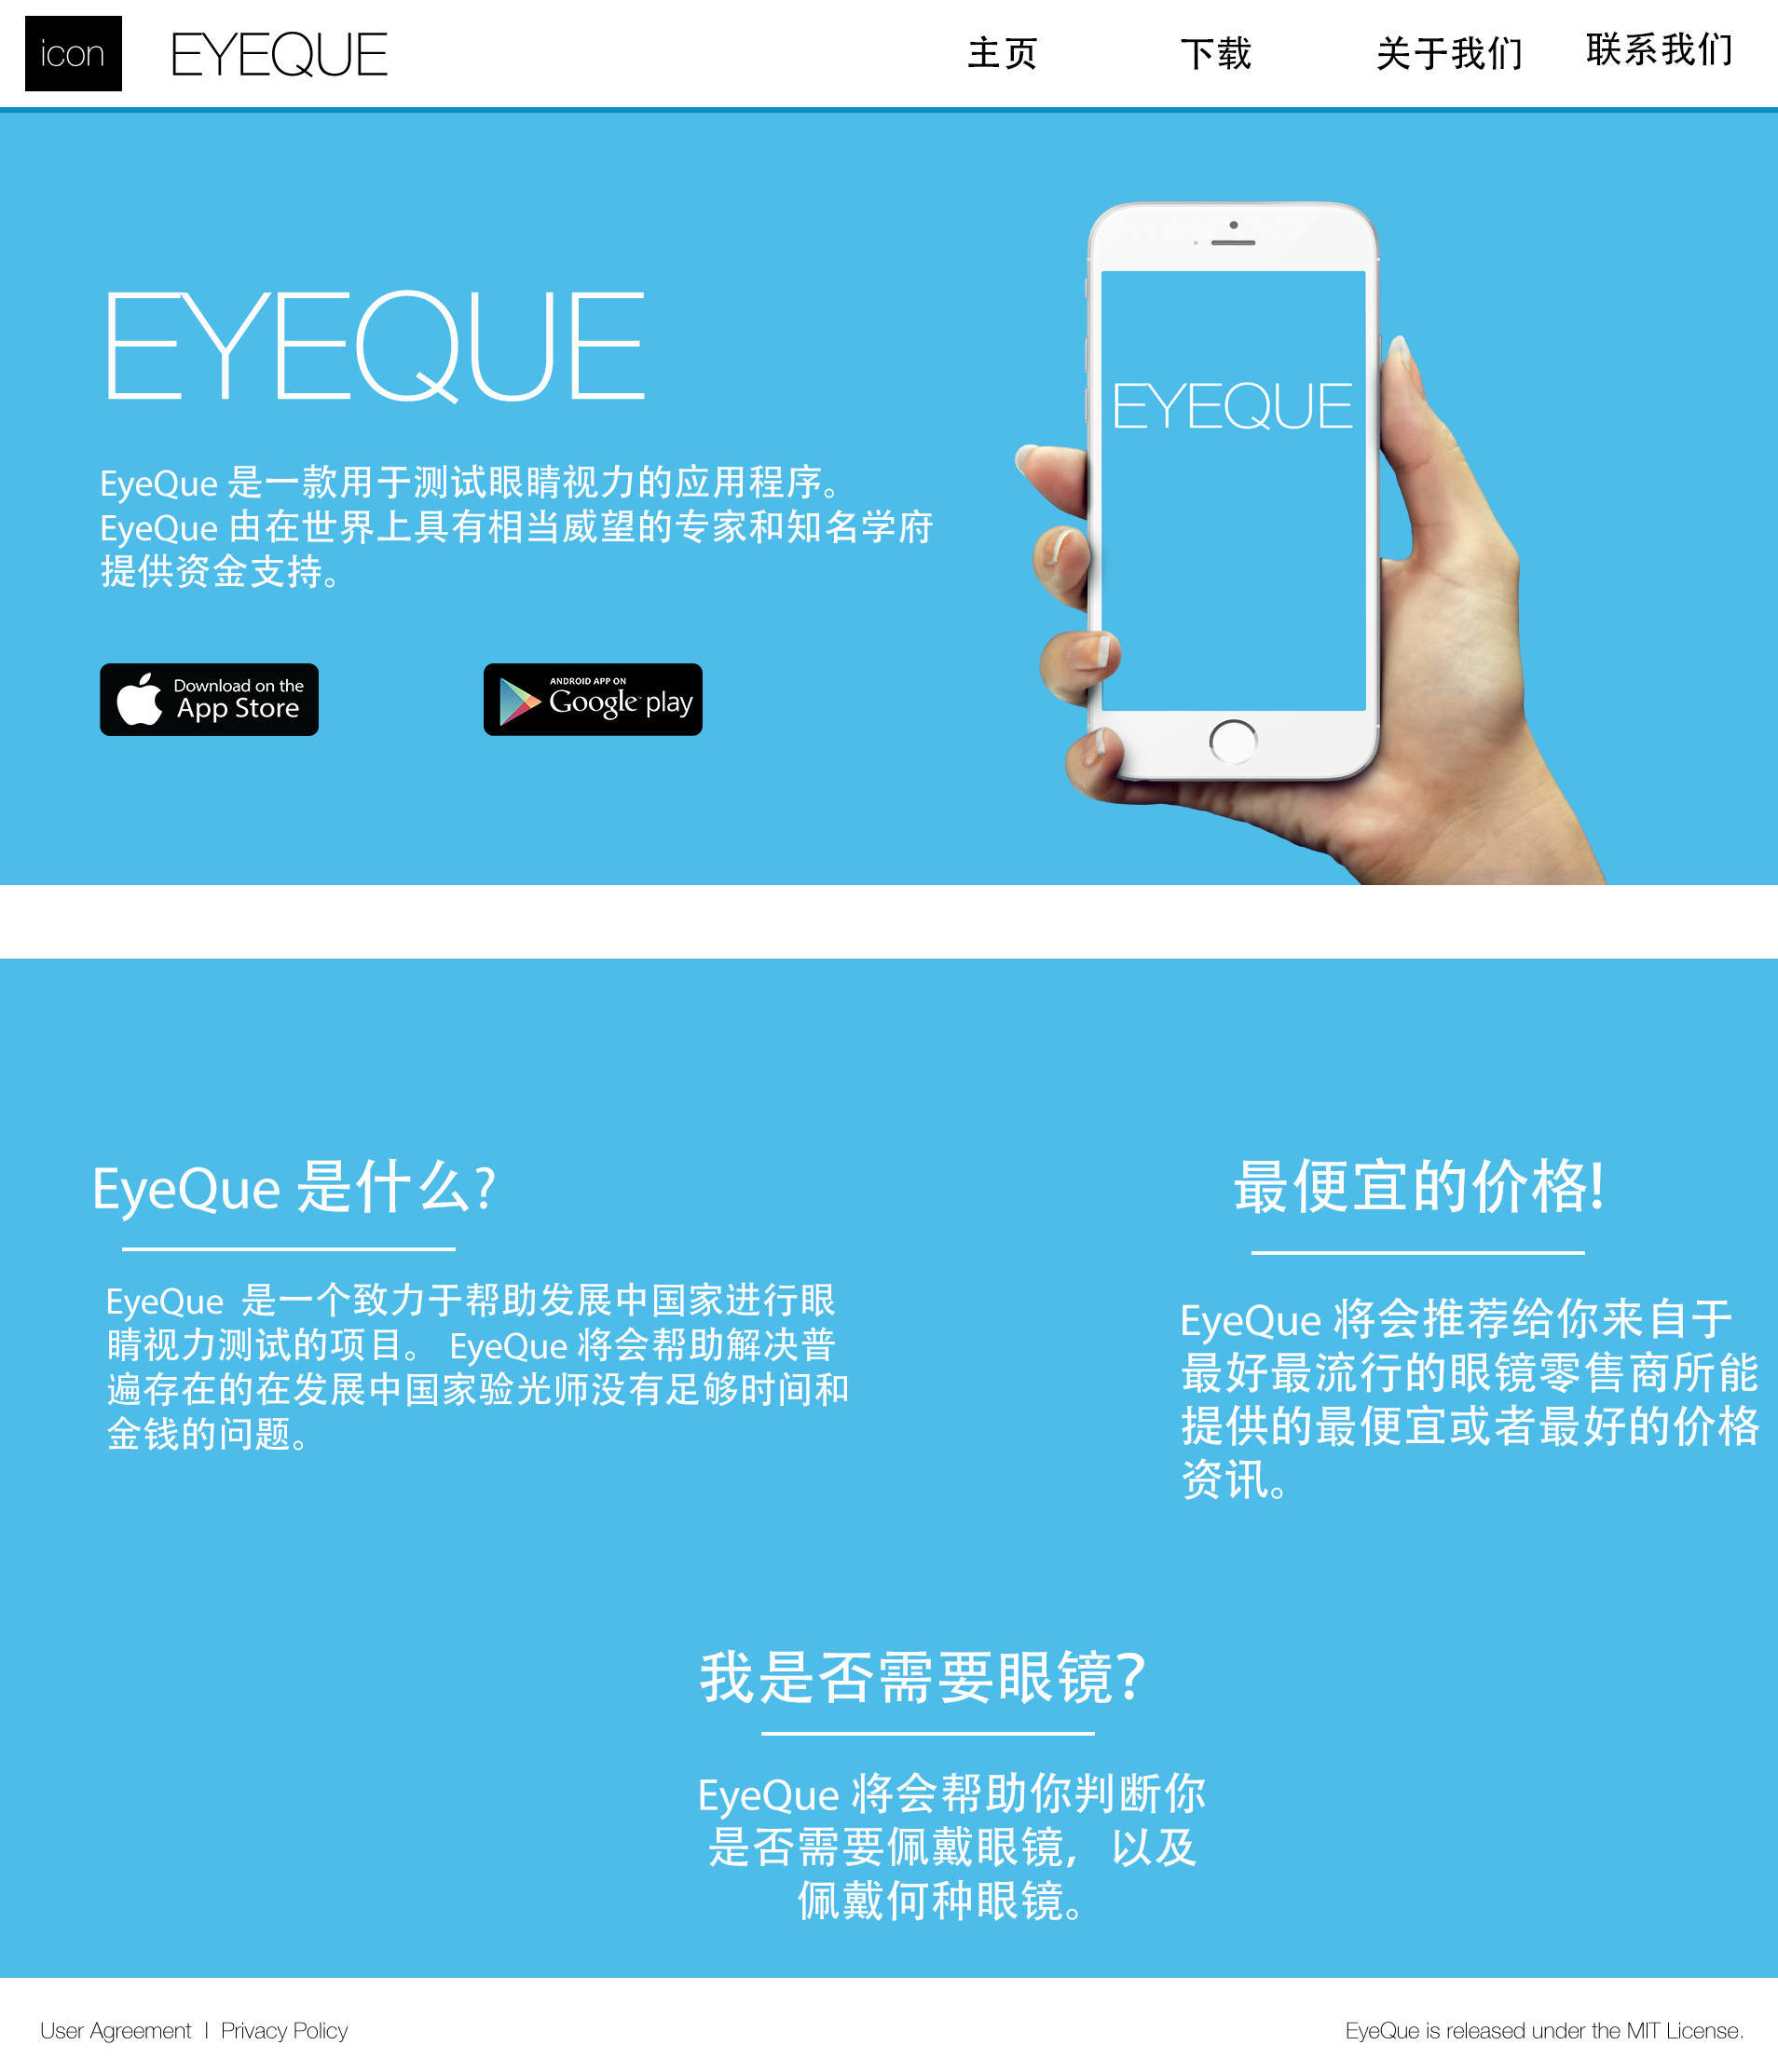 icon
EYEQUE
主页
下载
关于我们
联系我们
EYEQUE
EyeQue 是一款用于测试眼睛视力的应用程序。
EyeQue 由在世界上具有相当威望的专家和知名学府
提供资金支持。
Download on the
App Store
ANDROID APP ON
Google play
EYEQUE
EyeQue 是什么?
EyeQue 是一个致力于帮助发展中国家进行眼
睛视力测试的项目。 EyeQue 将会帮助解决普
遍存在的在发展中国家验光师没有足够时间和
金钱的问题。
最便宜的价格!
EyeQue 将会推荐给你来自于
最好最流行的眼镜零售商所能
提供的最便宜或者最好的价格
资讯。
我是否需要眼镜?
EyeQue 将会帮助你判断你
是否需要佩戴眼镜，以及
佩戴何种眼镜。
User Agreement | Privacy Policy
EyeQue is released under the MIT License.